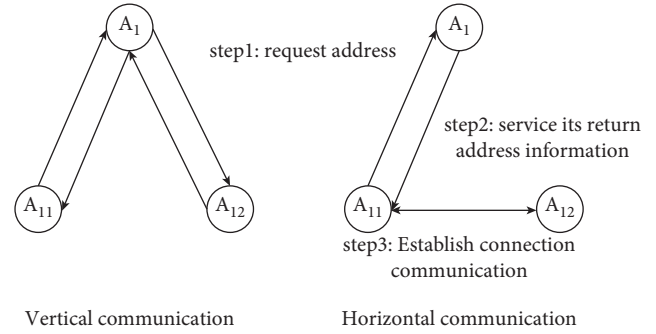 A1
A11
A12
Vertical communication
step1: request address
A1
step2: service its return
address information
A11
A12
step3: Establish connection
communication
Horizontal communication